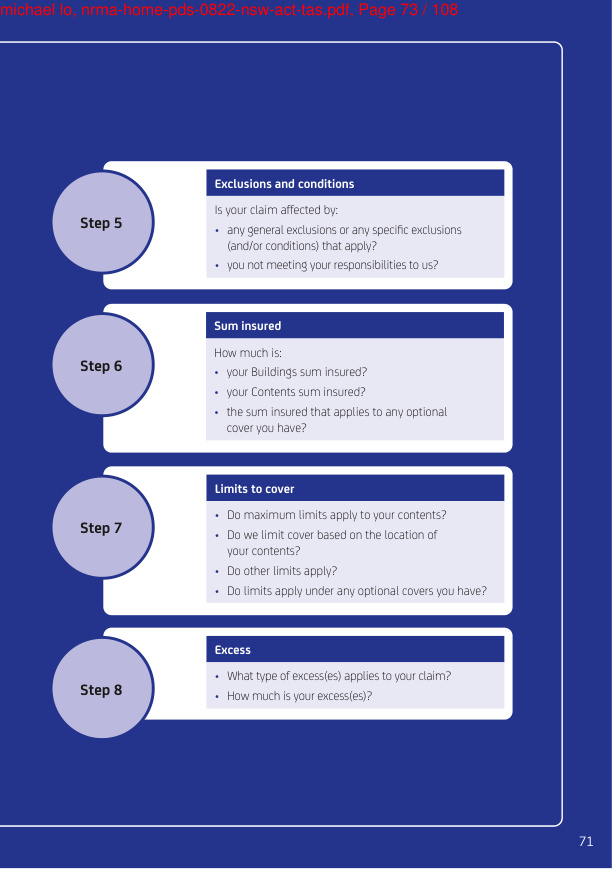 michael lo, nrma-home-pds-0822-nsw-act-tas.pdf, Page 73 / 108
Step 5
Exclusions and conditions
Is your claim affected by:
• any general exclusions or any specific exclusions
(and/or conditions) that apply?
• you not meeting your responsibilities to us?
Step 6
Sum insured
How much is:
• your Buildings sum insured?
• your Contents sum insured?
• the sum insured that applies to any optional
cover you have?
Step 7
Limits to cover
• Do maximum limits apply to your contents?
• Do we limit cover based on the location of
your contents?
• Do other limits apply?
• Do limits apply under any optional covers you have?
Step 8
Excess
• What type of excess(es) applies to your claim?
• How much is your excess(es)?
71